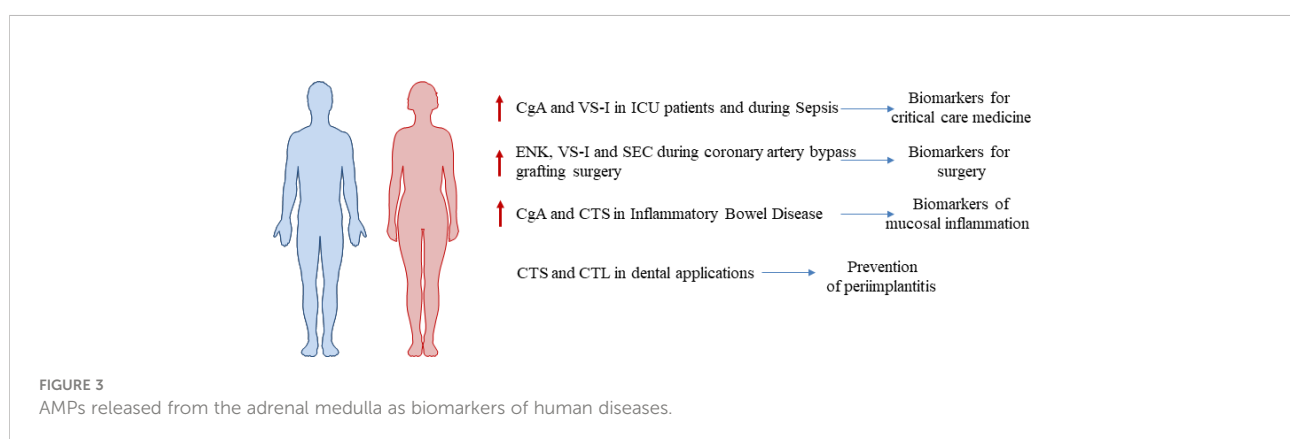 CgA and VS-I in ICU patients and during Sepsis
Biomarkers for
critical care medicine
ENK, VS-I and SEC during coronary artery bypass
grafting surgery
Biomarkers for
surgery
CgA and CTS in Inflammatory Bowel Disease
Biomarkers of
mucosal inflammation
CTS and CTL in dental applications
Prevention
of periimplantitis
FIGURE 3
AMPs released from the adrenal medulla as biomarkers of human diseases.